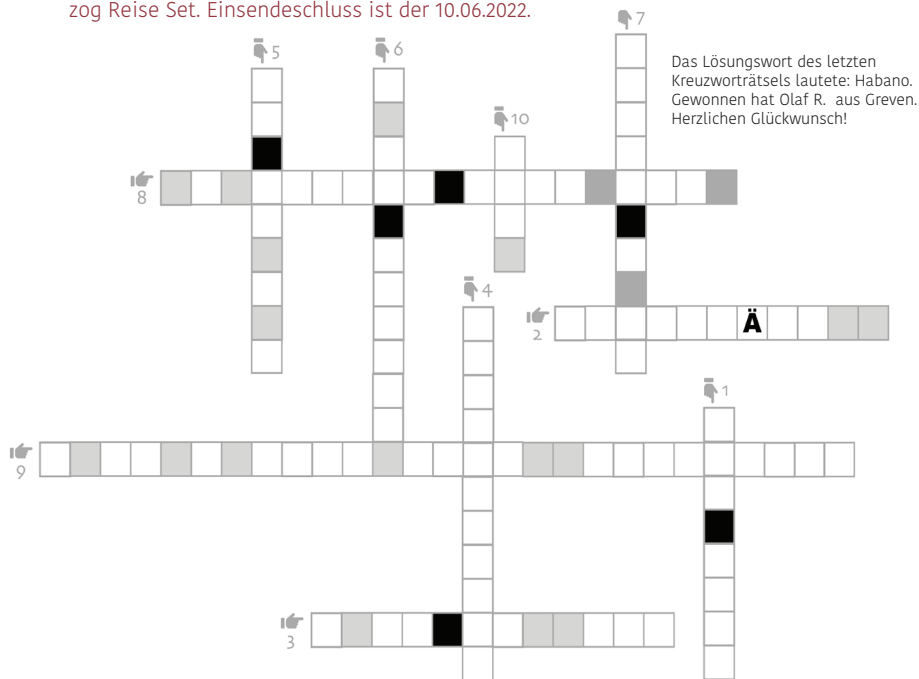 zog Reise Set. Einsendeschluss ist der 10.06.2022.
7
5
6
Das Lösungswort des letzten
Kreuzworträtsels lautete: Habano.
Gewonnen hat Olaf R. aus Greven.
Herzlichen Glückwunsch!
10
8
4
2
Ä
1
9
3